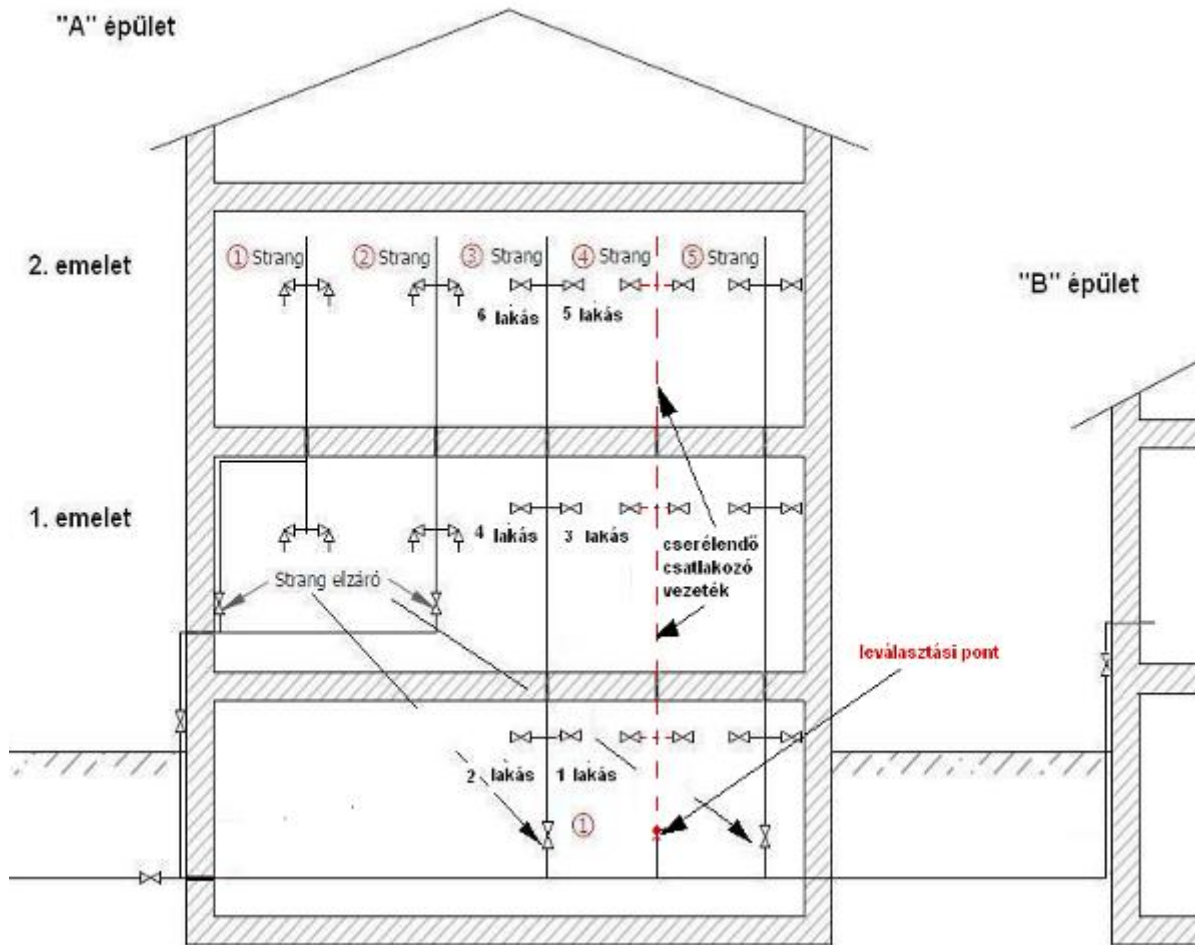 "A" épület
2. emelet
① Strang ② Strang ③ Strang ④ Strang ⑤ Strang
6 lakás 5 lakás
"B" épület
1. emelet
4 lakás 3 lakás
cserélendő
csatlakozó
vezeték
Strang elzáró
leválasztási pont
2 lakás 1 lakás
①